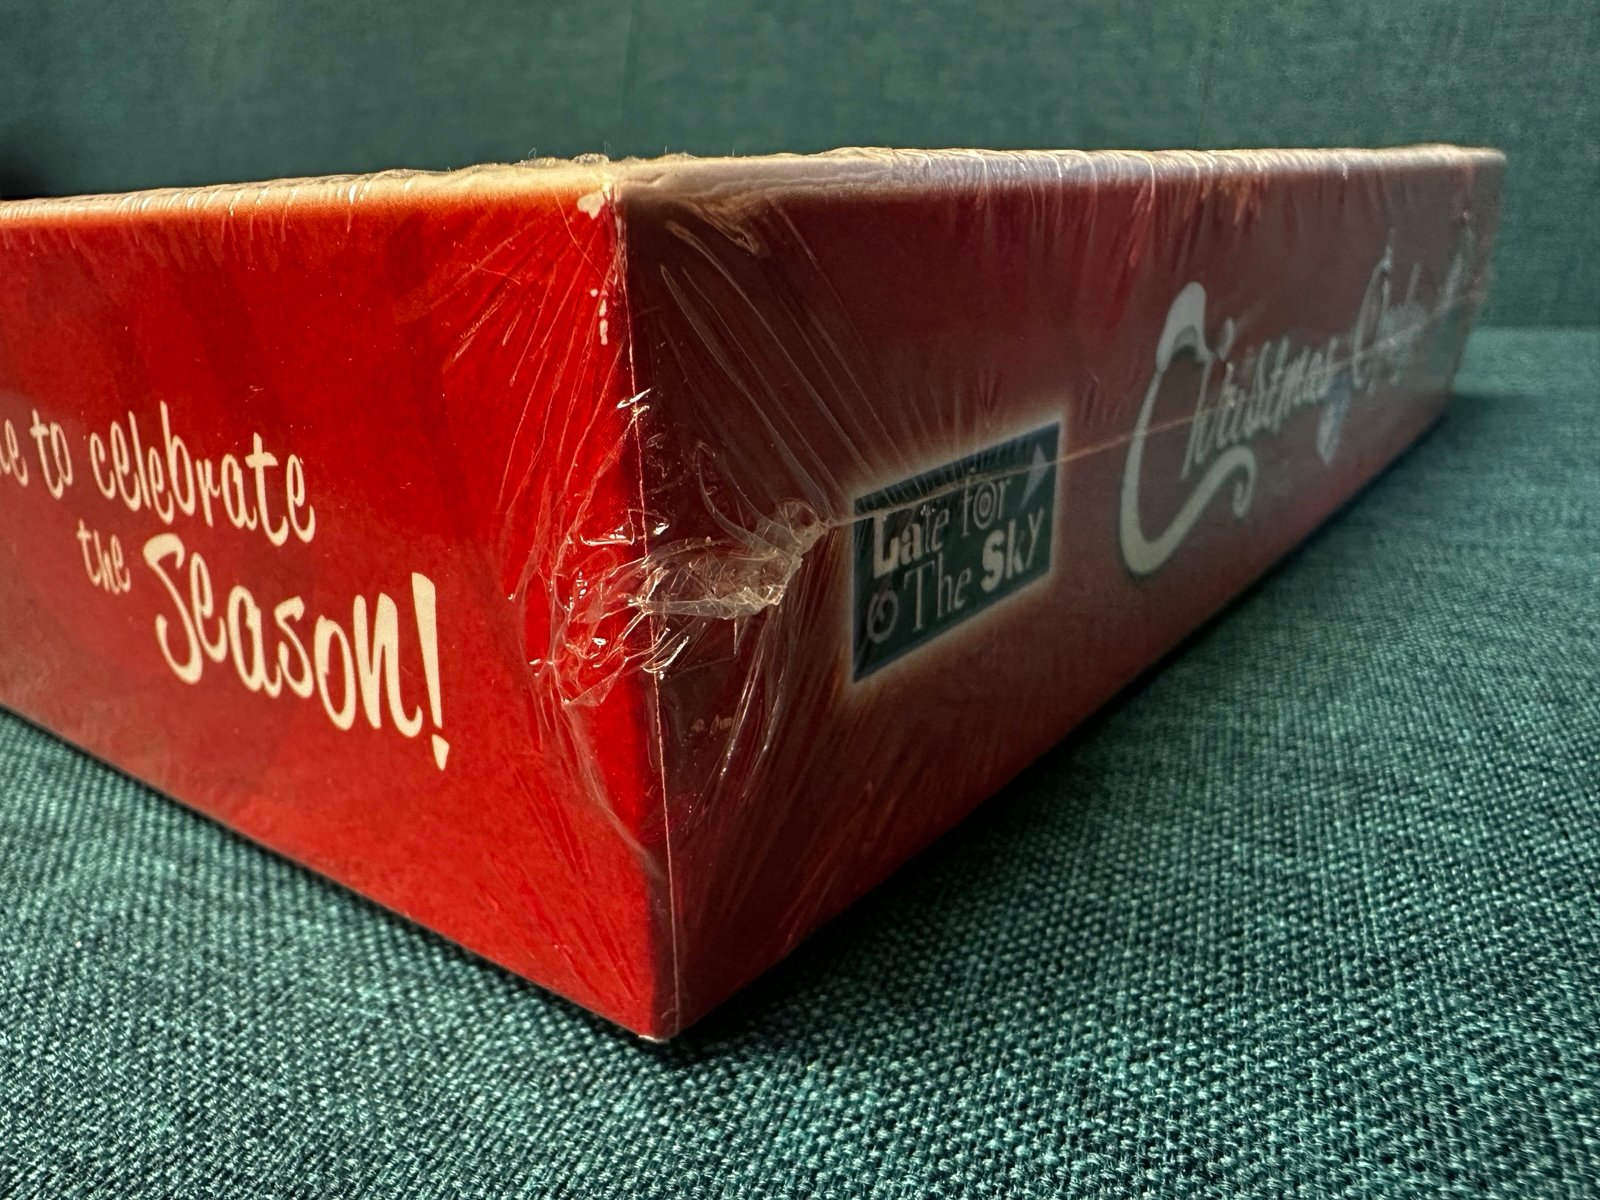 to celebrate
the Season!
Late for
The Sky
Christmas